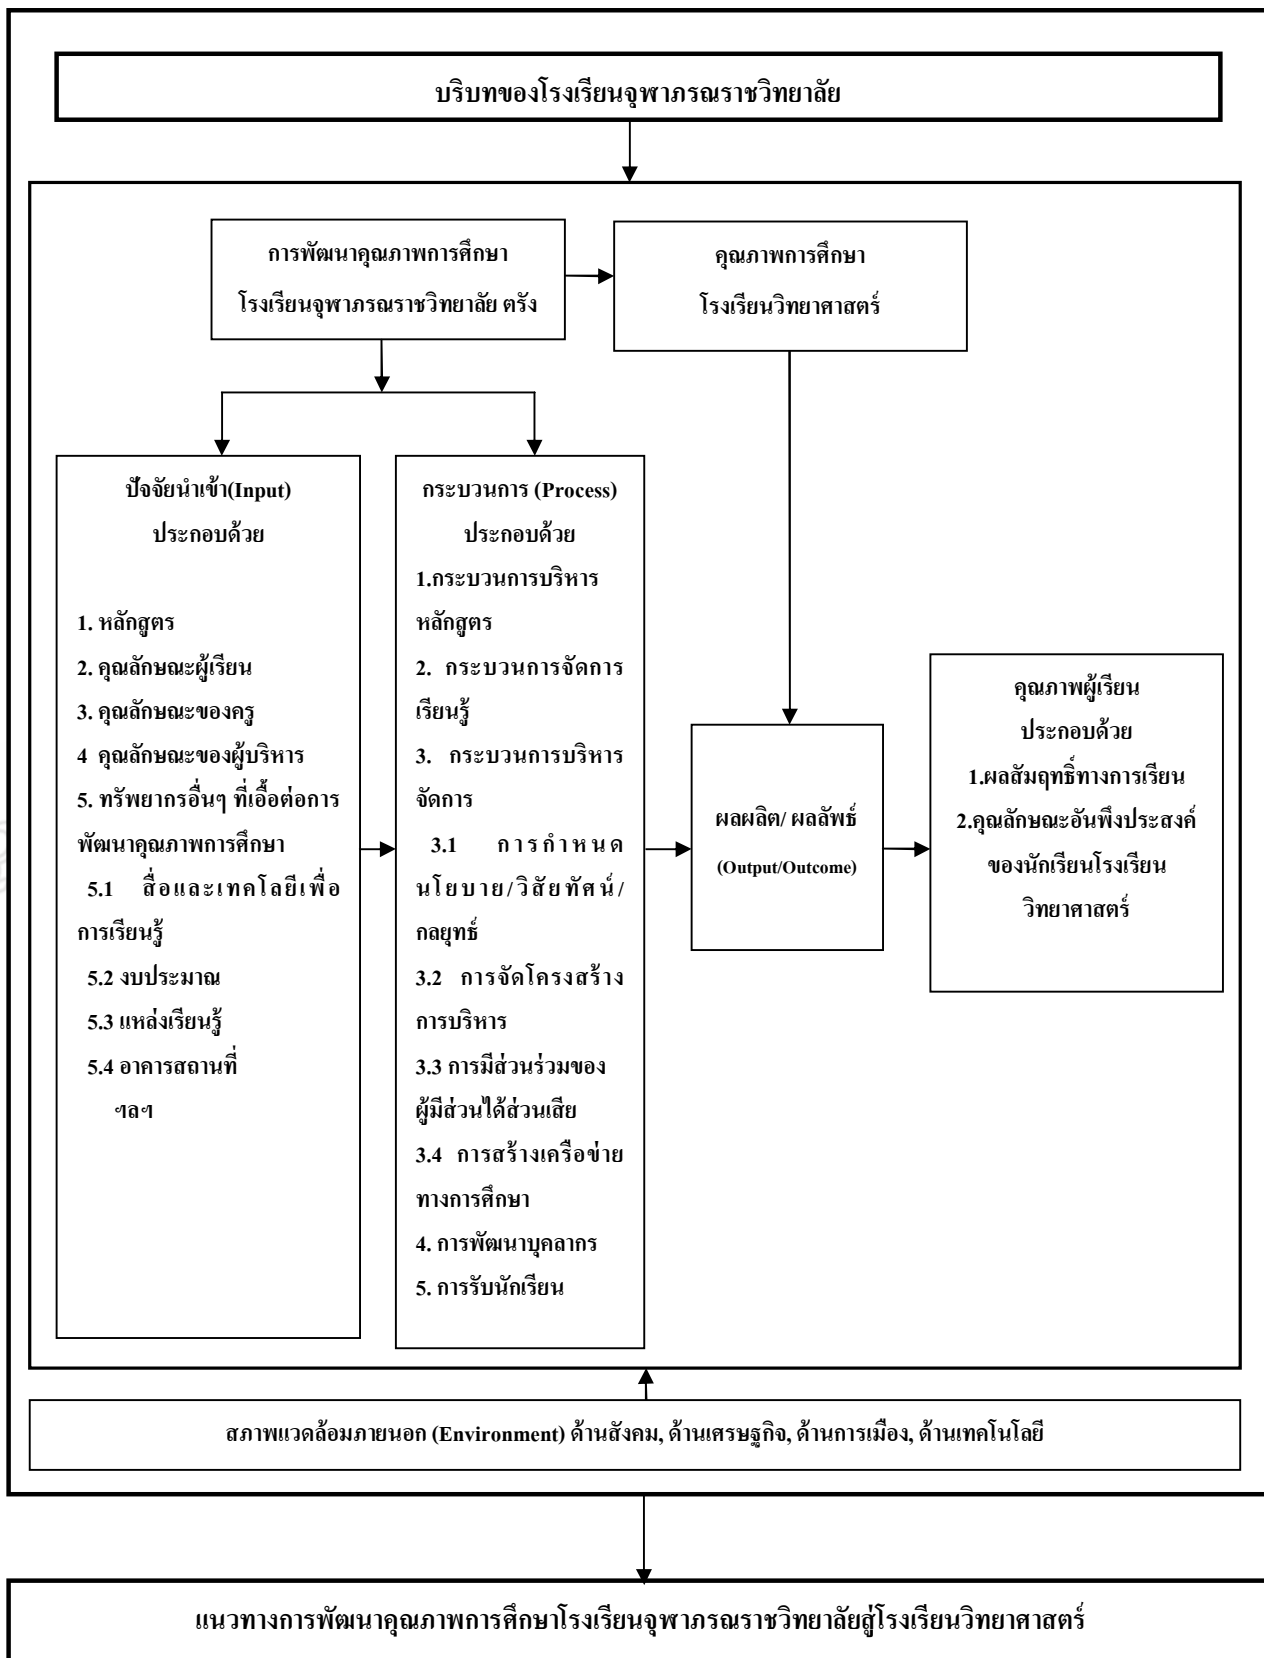 บริบทของโรงเรียนจุฬาภรณราชวิทยาลัย
การพัฒนาคุณภาพการศึกษา
โรงเรียนจุฬาภรณราชวิทยาลัย ตรัง
คุณภาพการศึกษา
โรงเรียนวิทยาศาสตร์
ปัจจัยนำเข้า(Input)
ประกอบด้วย
1. หลักสูตร
2. คุณลักษณะผู้เรียน
3. คุณลักษณะของครู
4 คุณลักษณะของผู้บริหาร
5. ทรัพยากรอื่นๆ ที่เอื้อต่อการ
พัฒนาคุณภาพการศึกษา
5.1 สื่อและเทคโลยีเพื่อ
การเรียนรู้
5.2 งบประมาณ
5.3 แหล่งเรียนรู้
5.4 อาคารสถานที่
ฯลฯ
กระบวนการ (Process)
ประกอบด้วย
1.กระบวนการบริหาร
หลักสูตร
2. กระบวนการจัดการ
เรียนรู้
3. กระบวนการบริหาร
จัดการ
3.1 การกำหนด
นโยบาย/วิสัยทัศน์/
กลยุทธ์
3.2 การจัดโครงสร้าง
การบริหาร
3.3 การมีส่วนร่วมของ
ผู้มีส่วนได้ส่วนเสีย
3.4 การสร้างเครือข่าย
ทางการศึกษา
4. การพัฒนาบุคลากร
5. การรับนักเรียน
ผลผลิต/ ผลลัพธ์
(Output/Outcome)
คุณภาพผู้เรียน
ประกอบด้วย
1.ผลสัมฤทธิ์ทางการเรียน
2.คุณลักษณะอันพึงประสงค์
ของนักเรียนโรงเรียน
วิทยาศาสตร์
สภาพแวดล้อมภายนอก (Environment) ด้านสังคม, ด้านเศรษฐกิจ, ด้านการเมือง, ด้านเทคโนโลยี
แนวทางการพัฒนาคุณภาพการศึกษาโรงเรียนจุฬาภรณราชวิทยาลัยสู่โรงเรียนวิทยาศาสตร์